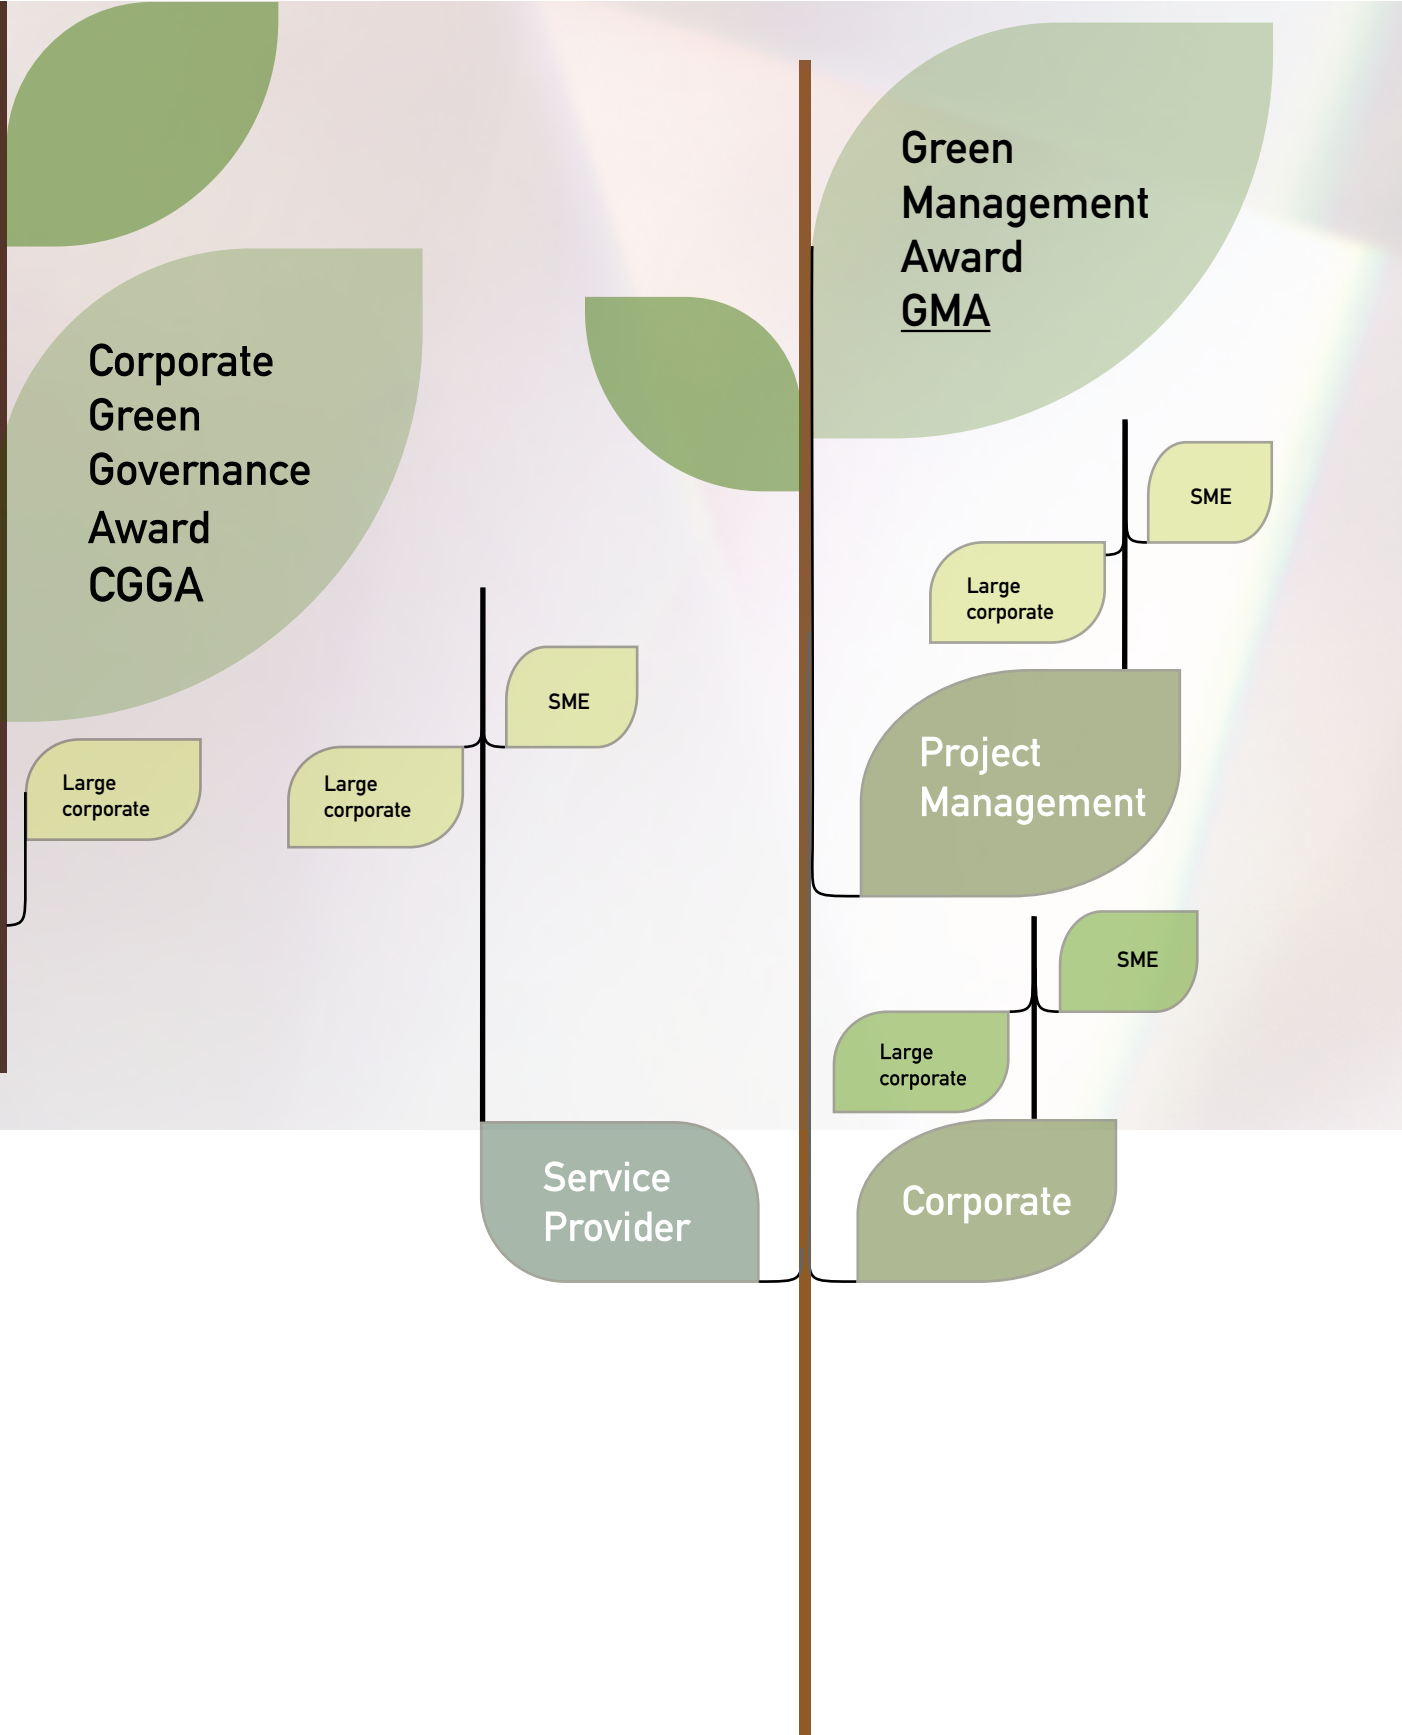 Green
Management
Award
GMA
Corporate
Green
Governance
Award
CGGA
SME
Large
corporate
SME
Large
corporate
Large
corporate
Project
Management
SME
Large
corporate
Service
Provider
Corporate